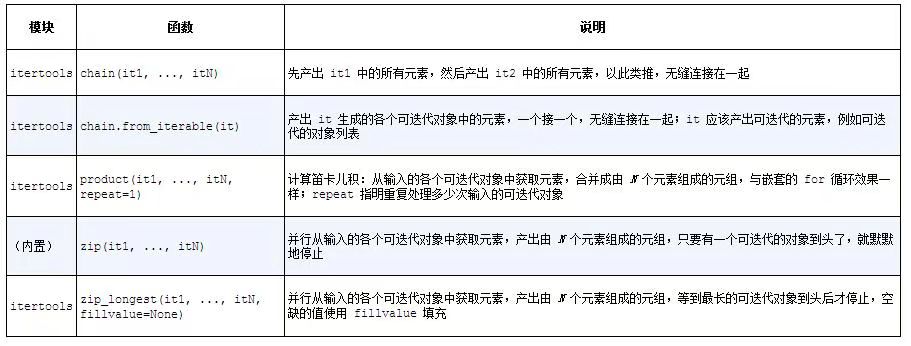 模块 函数 说明
itertools chain(it1, ..., itN) 先产出 it1 中的所有元素，然后产出 it2 中的所有元素，以此类推，无缝连接在一起
itertools chain.from_iterable(it) 产出 it 生成的各个可迭代对象中的元素，一个接一个，无缝连接在一起；it 应该产出可迭代的元素，例如可迭
代的对象列表
itertools product(it1, ..., itN, 计算笛卡儿积：从输入的各个可迭代对象中获取元素，合并成由 N 个元素组成的元组，与嵌套的 for 循环效果一
repeat=1) 样；repeat 指明重复处理多少次输入的可迭代对象
（内置） zip(it1, ..., itN) 并行从输入的各个可迭代对象中获取元素，产出由 N 个元素组成的元组，只要有一个可迭代的对象到头了，就默默
地停止
itertools zip_longest(it1, ..., itN, 并行从输入的各个可迭代对象中获取元素，产出由 N 个元素组成的元组，等到最长的可迭代对象到头后才停止，空
fillvalue=None) 缺的值使用 fillvalue 填充